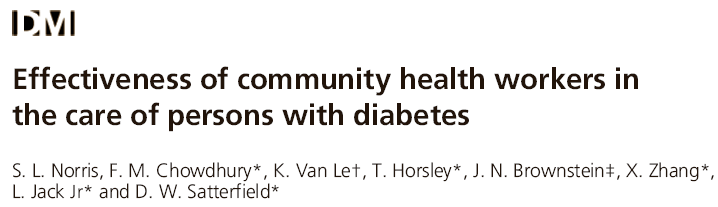 DM
Effectiveness of community health workers in
the care of persons with diabetes
S. L. Norris, F. M. Chowdhury*, K. Van Le†, T. Horsley*, J. N. Brownstein‡, X. Zhang*,
L. Jack Jr* and D. W. Satterfield*